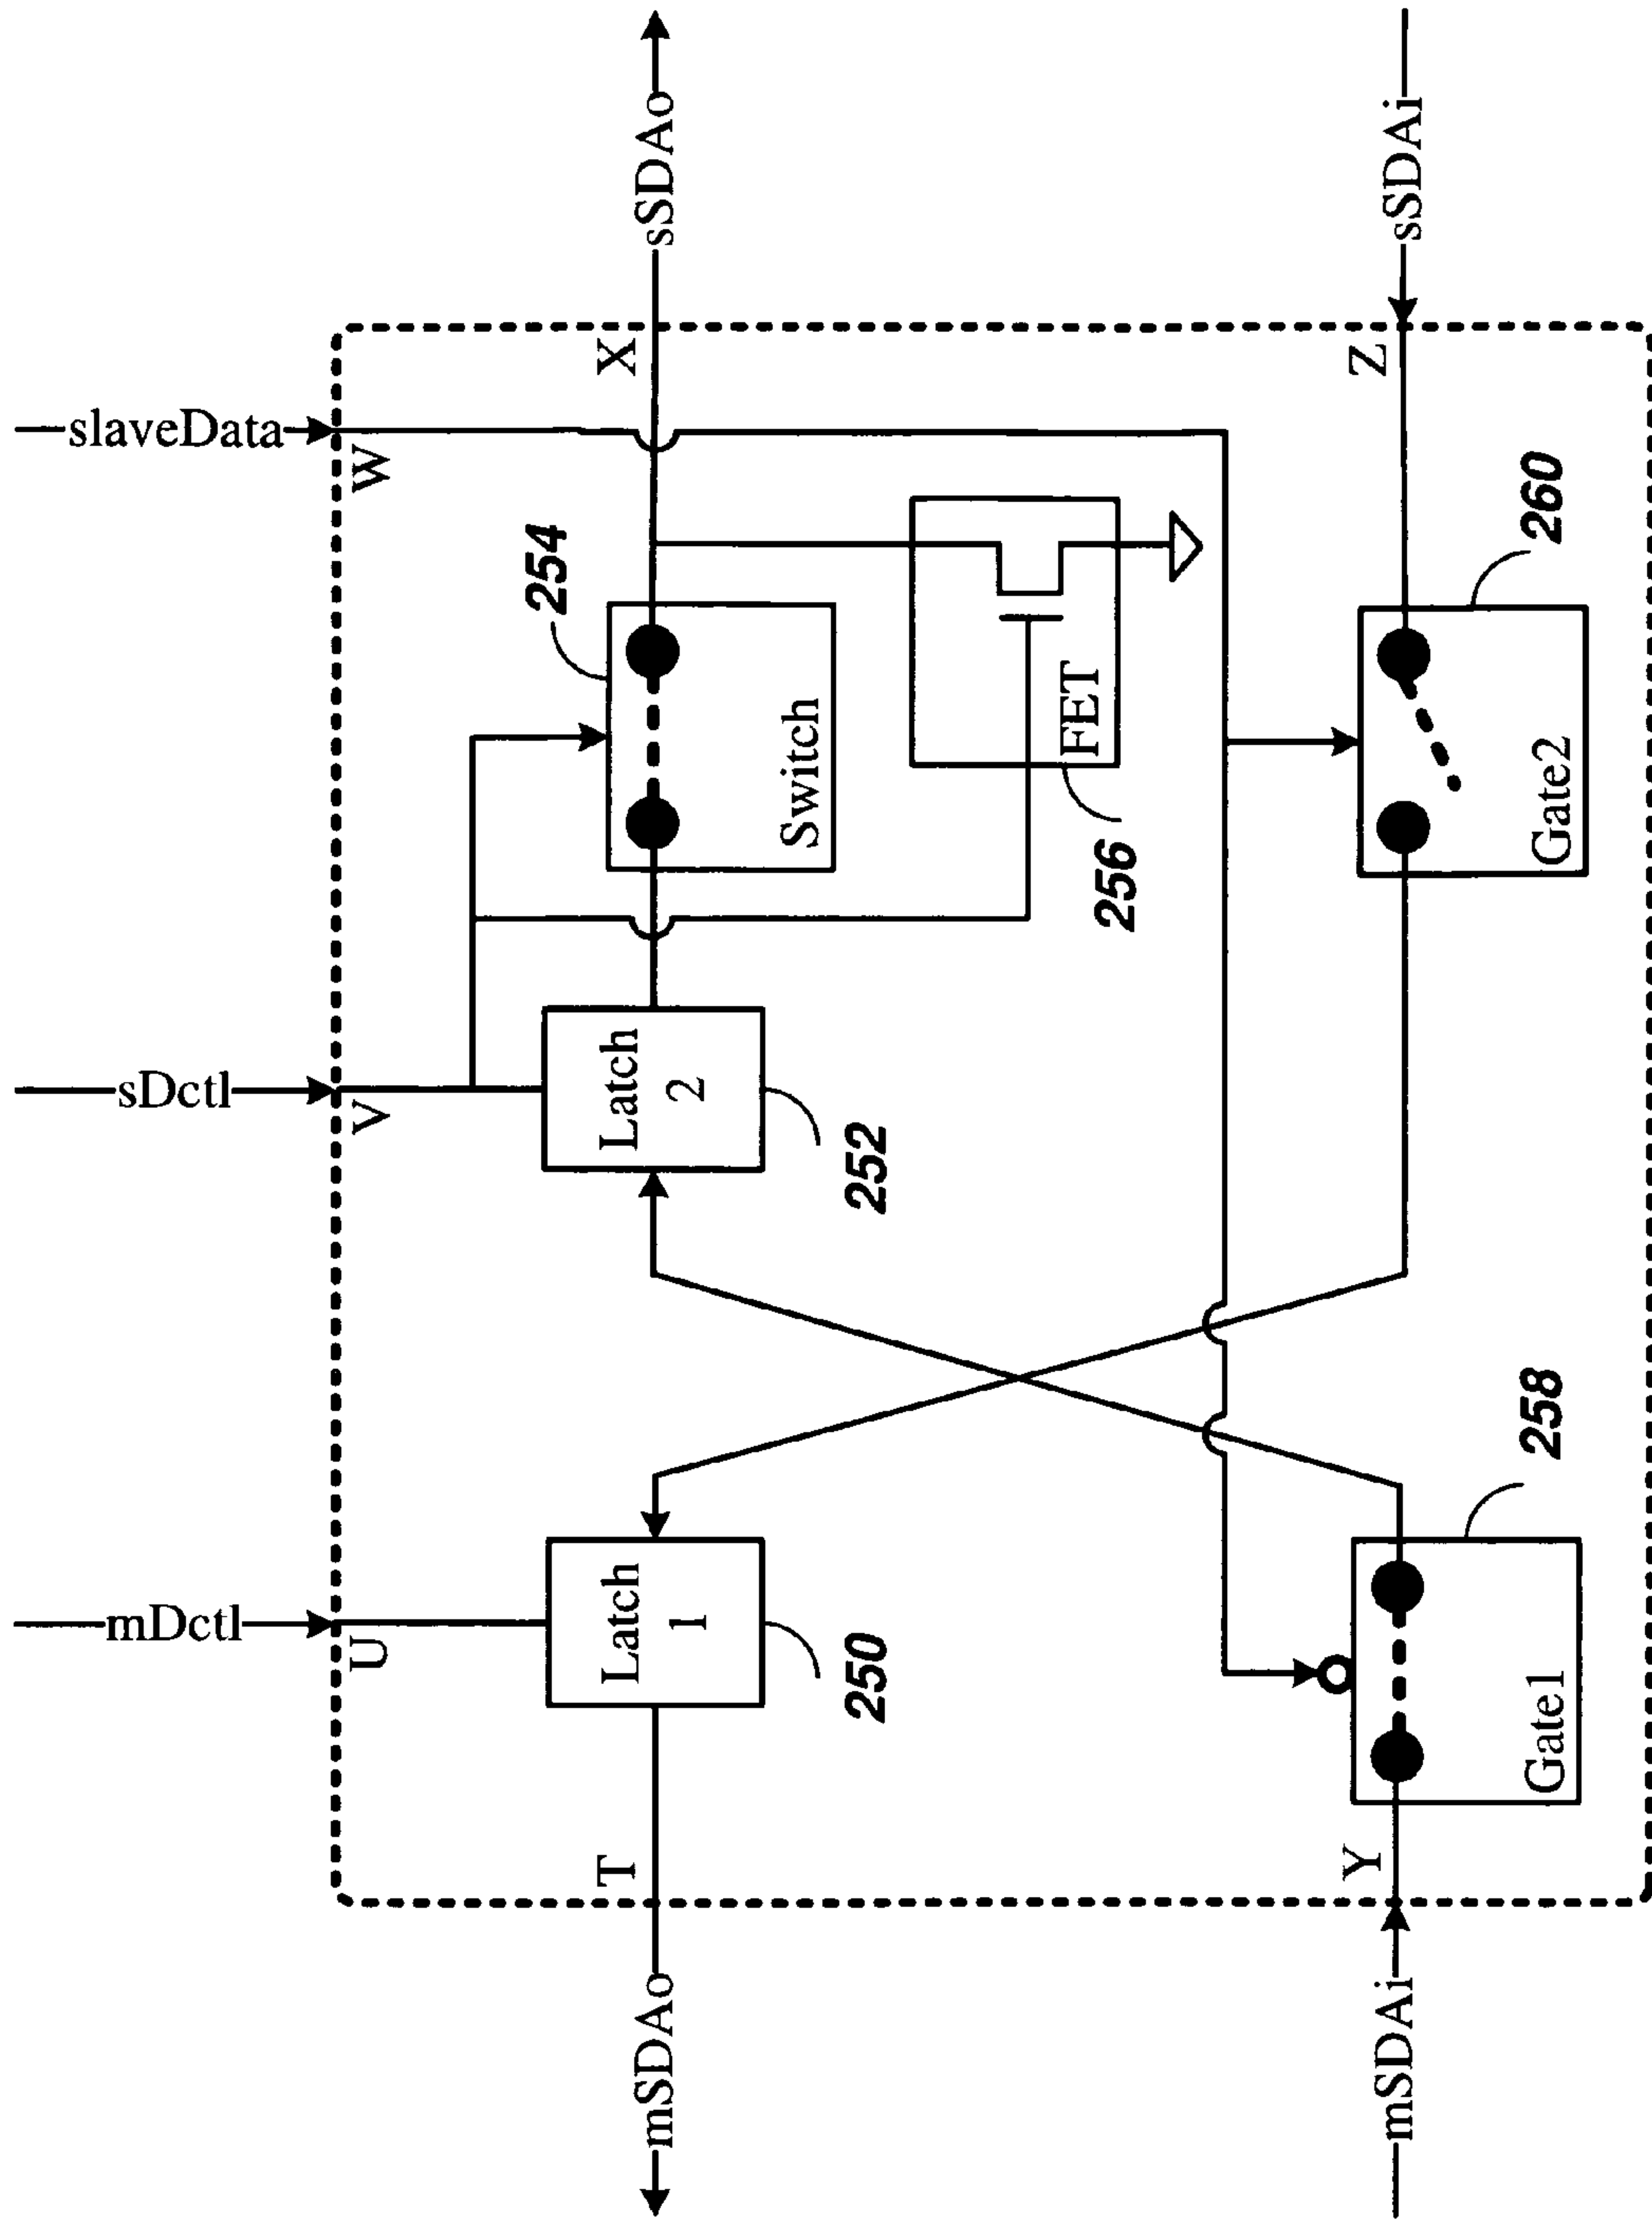 slaveData
sDctl
mDctl
W
V
U
sSDAo
X
254
Switch
Latch
2
252
Latch
1
250
T
mSDAo
FET
256
sSDAi
Z
260
Gate2
258
Gate1
Y
mSDAi